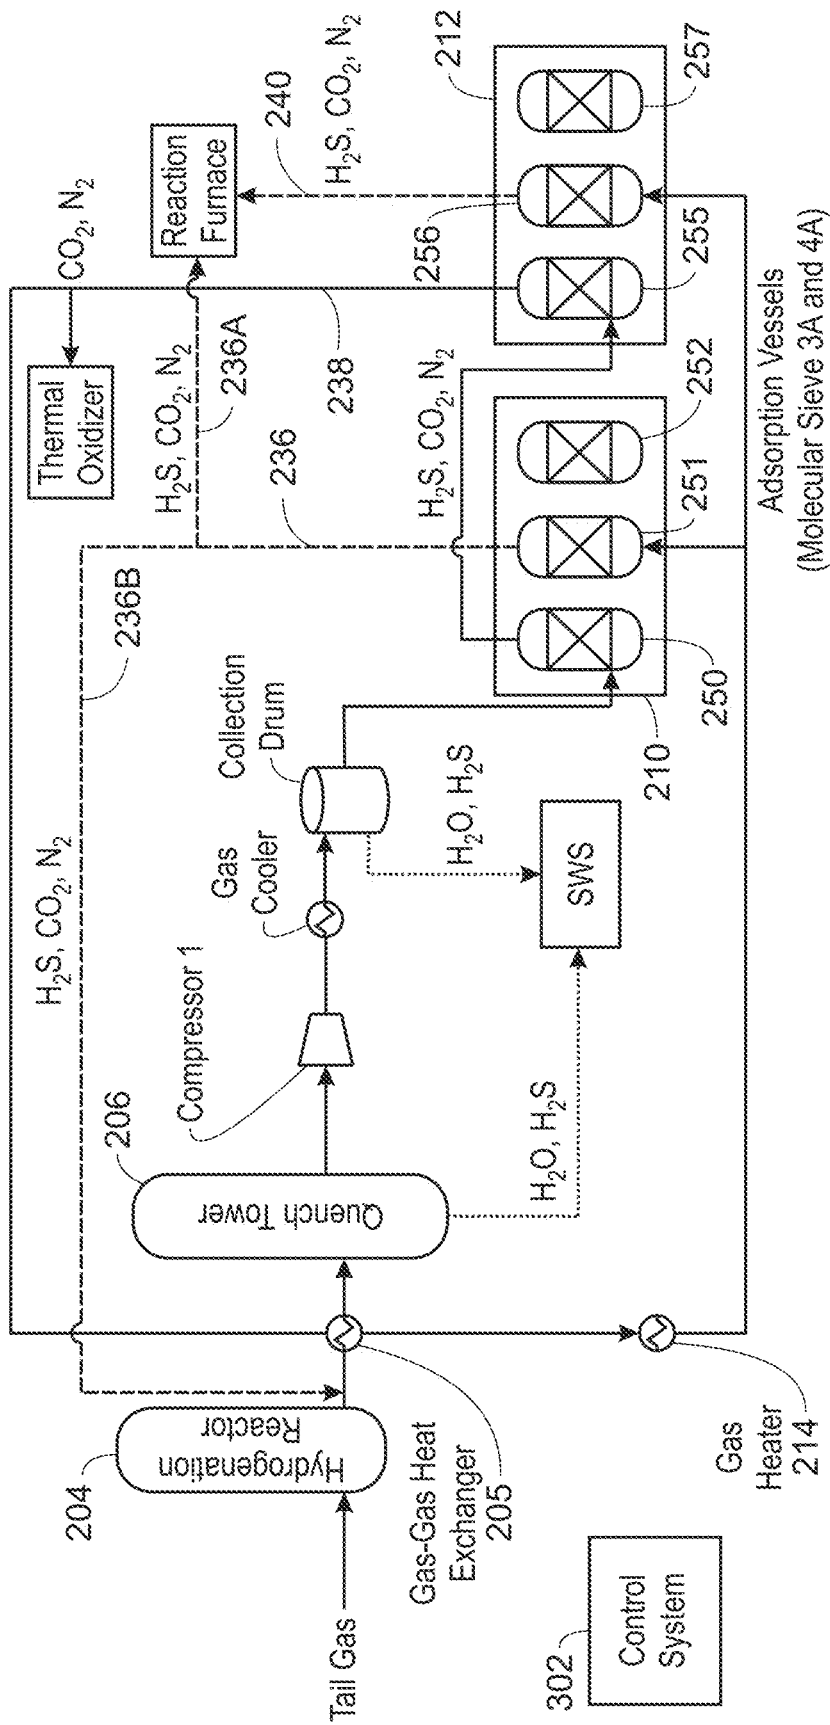 Tail Gas
204
Hydrogenation
Reactor
Gas-Gas Heat
Exchanger
205
Gas
Heater
214
302
Control
System
206
Quench Tower
Compressor 1
Gas
Cooler
Collection
Drum
H₂O, H₂S
H₂O, H₂S
SWS
H₂S, CO₂, N₂
236B
H₂S, CO₂, N₂
236A
236
238
Thermal
Oxidizer
CO₂, N₂
Reaction
Furnace
240
H₂S, CO₂, N₂
H₂S, CO₂, N₂
210
250
251
252
212
255
256
257
Adsorption Vessels
(Molecular Sieve 3A and 4A)